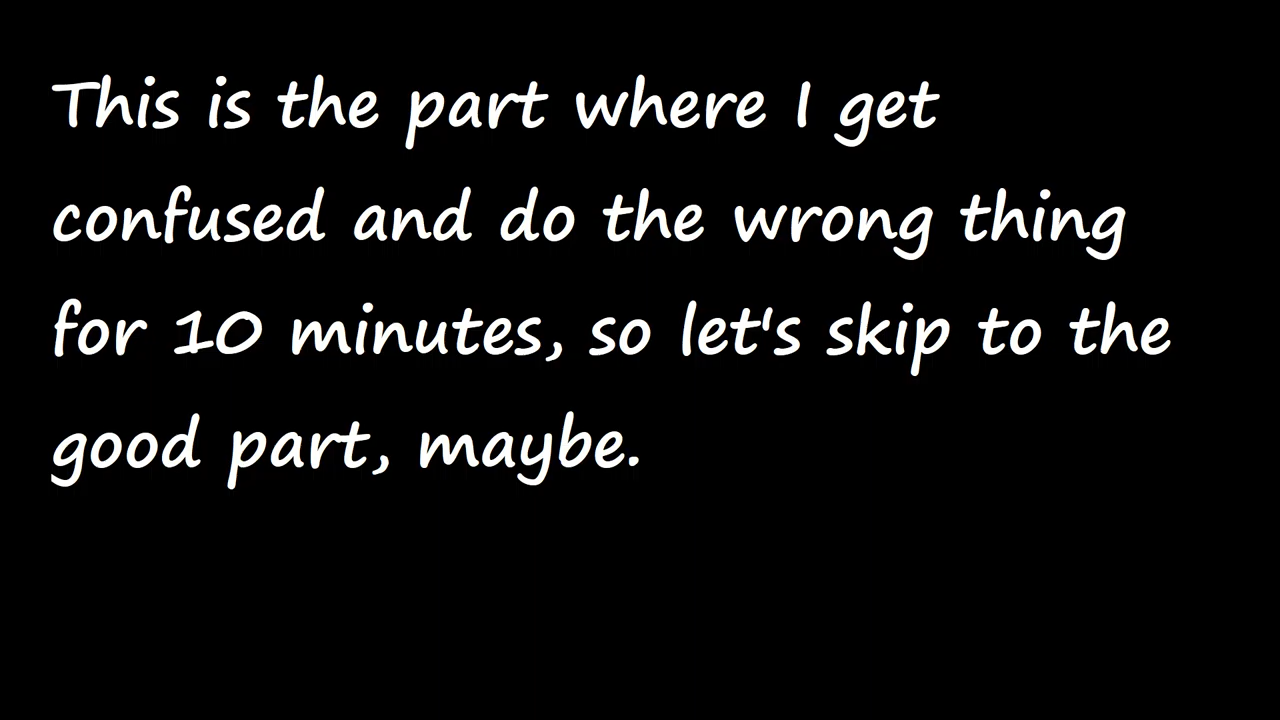 This is the part where I get
confused and do the wrong thing
for 10 minutes, so let's skip to the
good part, maybe.